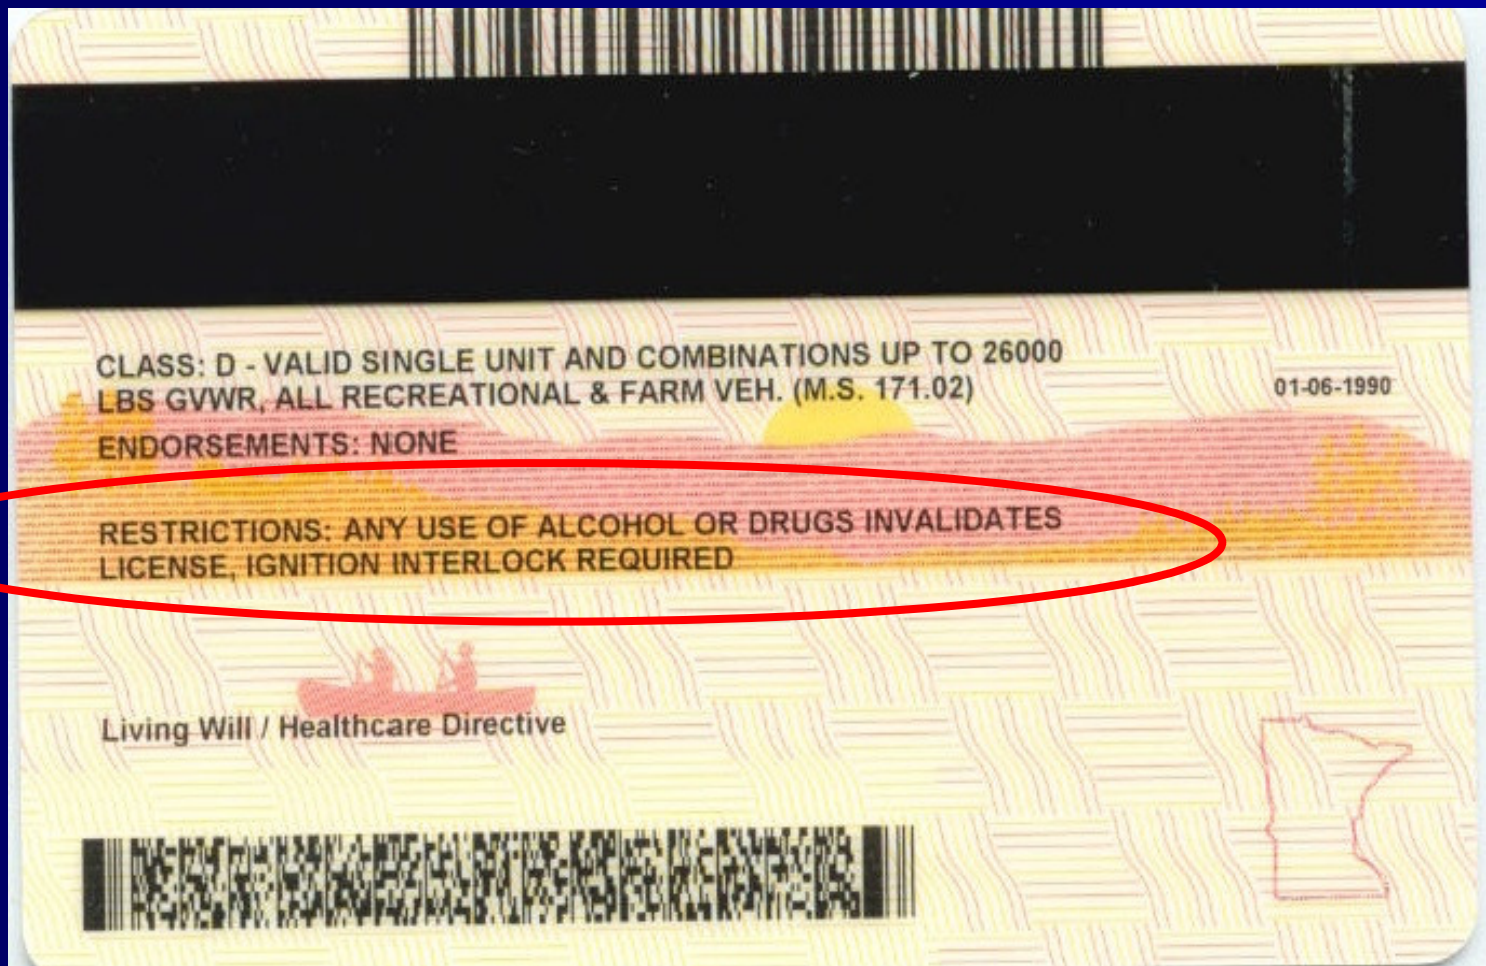 CLASS: D - VALID SINGLE UNIT AND COMBINATIONS UP TO 26000
LBS GVWR, ALL RECREATIONAL & FARM VEH. (M.S. 171.02)
01-06-1990
ENDORSEMENTS: NONE
RESTRICTIONS: ANY USE OF ALCOHOL OR DRUGS INVALIDATES
LICENSE, IGNITION INTERLOCK REQUIRED
Living Will / Healthcare Directive